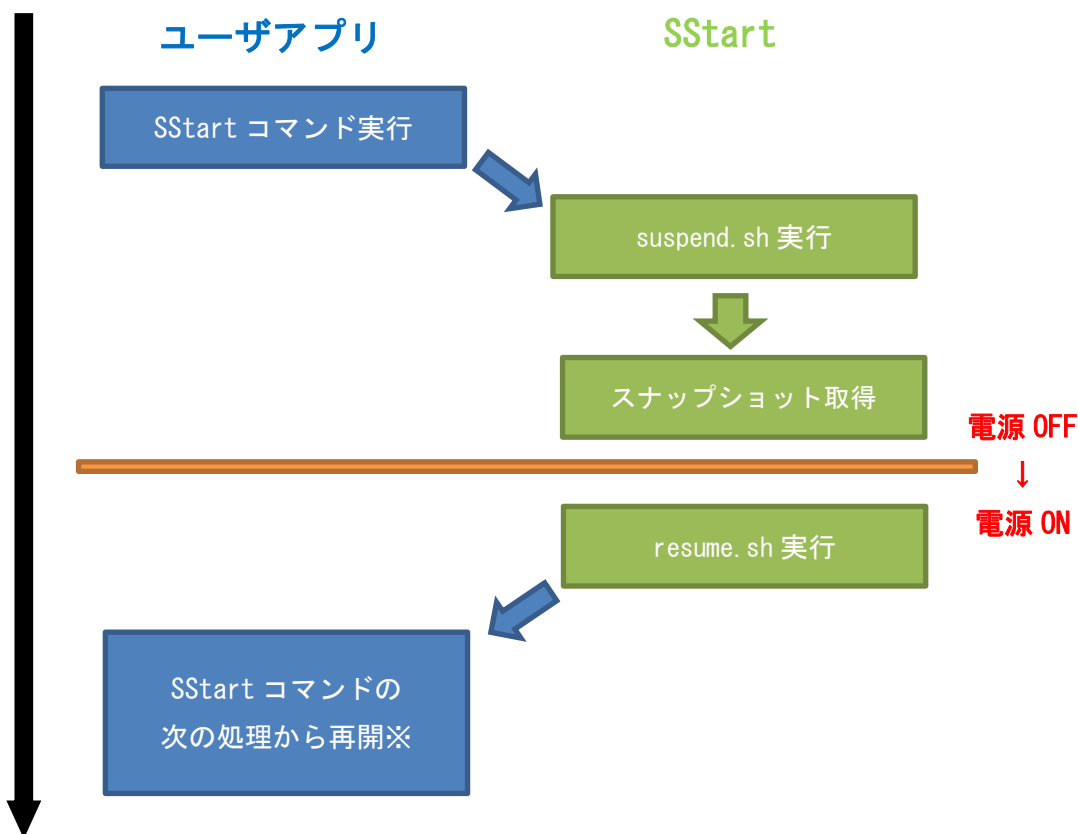 ユーザアプリ
SStart
SStart コマンド実行
suspend.sh 実行
スナップショット取得
電源 OFF
↓
電源 ON
resume.sh 実行
SStart コマンドの
次の処理から再開※